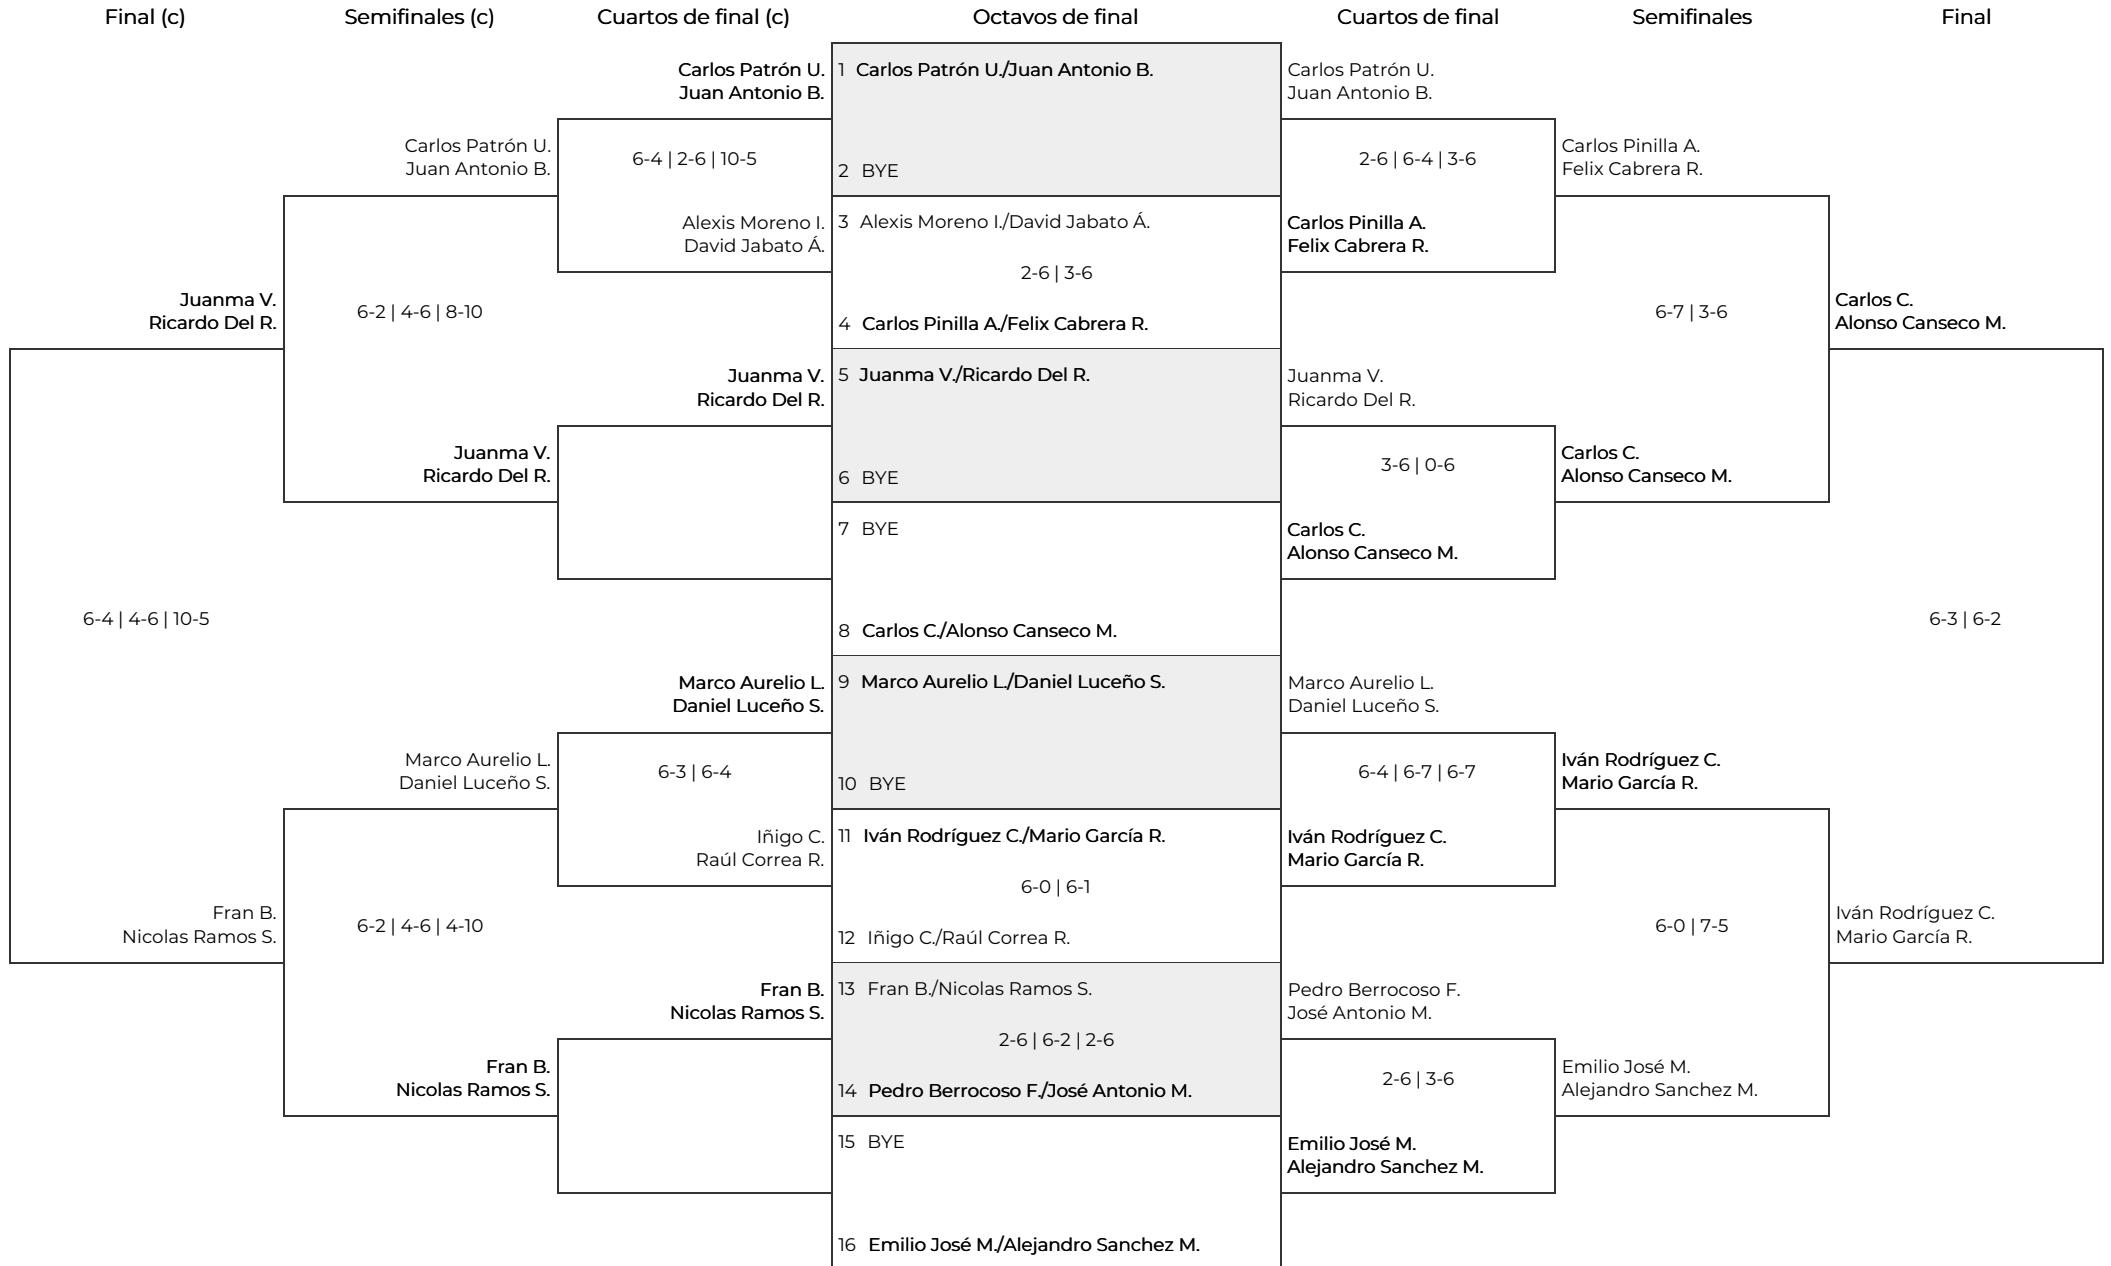 Final (c)
Semifinales (c)
Cuartos de final (c)
Octavos de final
Cuartos de final
Semifinales
Final
Juanma V.
Ricardo Del R.
6-4 | 4-6 | 10-5
Fran B.
Nicolas Ramos S.
Carlos Patrón U.
Juan Antonio B.
6-2 | 4-6 | 8-10
Juanma V.
Ricardo Del R.
Marco Aurelio L.
Daniel Luceño S.
6-2 | 4-6 | 4-10
Fran B.
Nicolas Ramos S.
Carlos Patrón U.
Juan Antonio B.
6-4 | 2-6 | 10-5
Alexis Moreno I.
David Jabato Á.
Juanma V.
Ricardo Del R.
Marco Aurelio L.
Daniel Luceño S.
6-3 | 6-4
Iñigo C.
Raúl Correa R.
Fran B.
Nicolas Ramos S.
1 Carlos Patrón U./Juan Antonio B.
2 BYE
3 Alexis Moreno I./David Jabato Á.
2-6 | 3-6
4 Carlos Pinilla A./Felix Cabrera R.
5 Juanma V./Ricardo Del R.
6 BYE
7 BYE
8 Carlos C./Alonso Canseco M.
9 Marco Aurelio L./Daniel Luceño S.
10 BYE
11 Iván Rodríguez C./Mario García R.
6-0 | 6-1
12 Iñigo C./Raúl Correa R.
13 Fran B./Nicolas Ramos S.
2-6 | 6-2 | 2-6
14 Pedro Berrocoso F./José Antonio M.
15 BYE
16 Emilio José M./Alejandro Sanchez M.
Carlos Patrón U.
Juan Antonio B.
2-6 | 6-4 | 3-6
Carlos Pinilla A.
Felix Cabrera R.
Juanma V.
Ricardo Del R.
3-6 | 0-6
Carlos C.
Alonso Canseco M.
Marco Aurelio L.
Daniel Luceño S.
6-4 | 6-7 | 6-7
Iván Rodríguez C.
Mario García R.
Pedro Berrocoso F.
José Antonio M.
2-6 | 3-6
Emilio José M.
Alejandro Sanchez M.
Carlos Pinilla A.
Felix Cabrera R.
6-7 | 3-6
Carlos C.
Alonso Canseco M.
Iván Rodríguez C.
Mario García R.
6-0 | 7-5
Emilio José M.
Alejandro Sanchez M.
Carlos C.
Alonso Canseco M.
6-3 | 6-2
Iván Rodríguez C.
Mario García R.